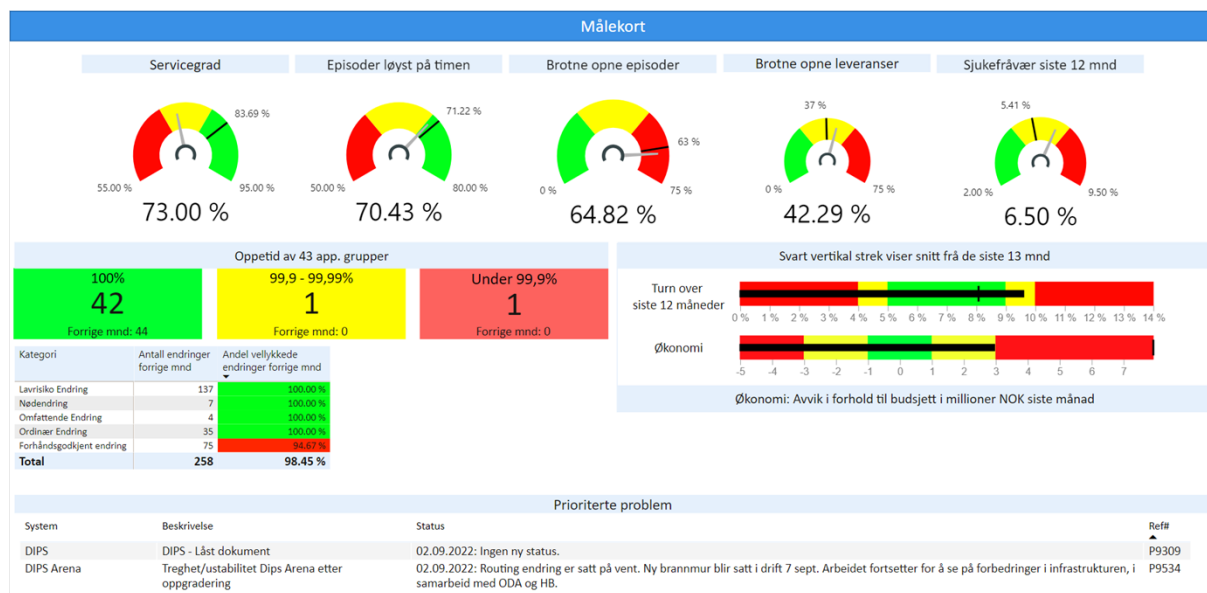 Målekort
Servicegrad
Episoder løyst på timen
Brotne opne episoder
Brotne opne leveranser
Sjukefråvær siste 12 mnd
83.69 %
55.00 %
95.00 %
73.00 %
71.22 %
50.00 %
80.00 %
70.43 %
63 %
0 %
75 %
64.82 %
37 %
0 %
75 %
42.29 %
5.41 %
2.00 %
9.50 %
6.50 %
Oppetid av 43 app. grupper
100%
42
Forrige mnd: 44
99,9 - 99,99%
1
Forrige mnd: 0
Under 99,9%
1
Forrige mnd: 0
Svart vertikal strek viser snitt frå de siste 13 mnd
Turn over
siste 12 måneder
0 % 1 % 2 % 3 % 4 % 5 % 6 % 7 % 8 % 9 % 10 % 11 % 12 % 13 % 14 %
Økonomi
-5 -4 -3 -2 -1 0 1 2 3 4 5 6 7
Økonomi: Avvik i forhold til budsjett i millioner NOK siste månad
Kategori Antall endringer Andel vellykkede
forrige mnd endringer forrige mnd
Lavrisiko Endring 137 100.00 %
Nødendring 7 100.00 %
Omfattende Endring 4 100.00 %
Ordinær Endring 35 100.00 %
Forhåndsgodkjent endring 75 94.67 %
Total 258 98.45 %
Prioriterte problem
System Beskrivelse Status Ref#
DIPS DIPS - Låst dokument 02.09.2022: Ingen ny status. P9309
DIPS Arena Treghet/ustabilitet Dips Arena etter 02.09.2022: Routing endring er satt på vent. Ny brannmur blir satt i drift 7 sept. Arbeidet fortsetter for å se på forbedringer i infrastrukturen, i P9534
oppgradering samarbeid med ODA og HB.